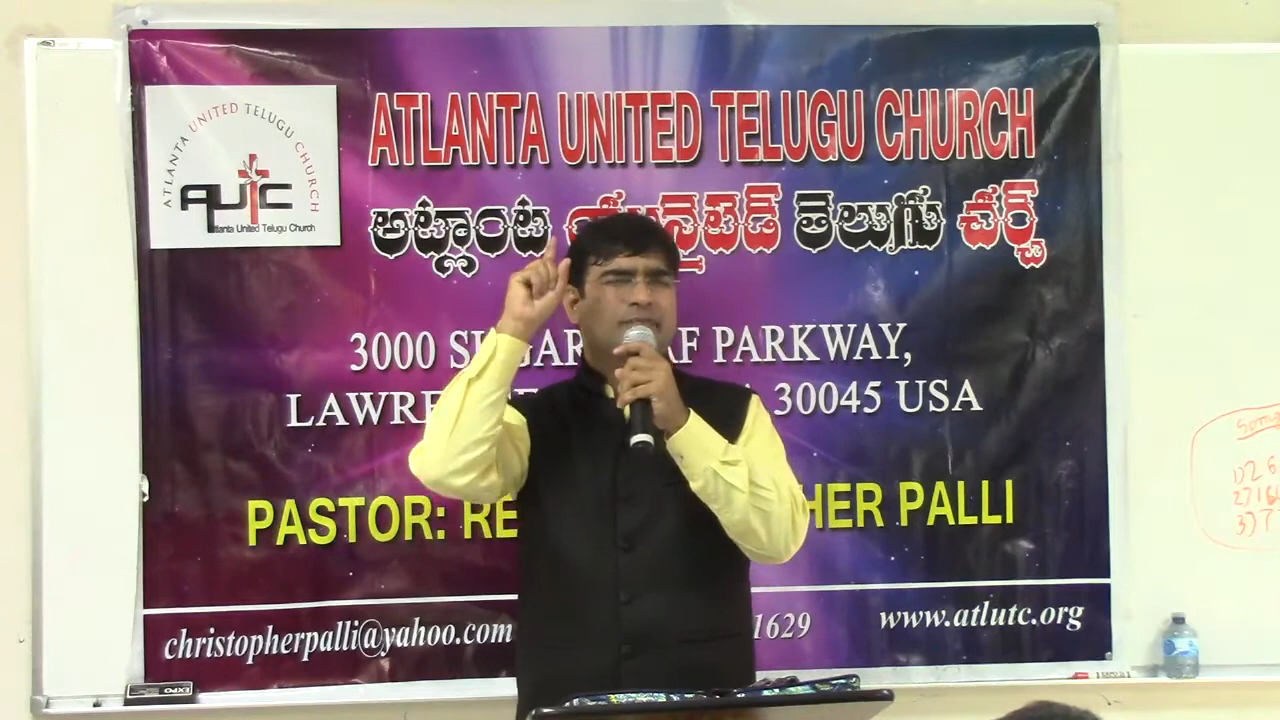 ATLANTA UNITED TELUGU CHURCH
AUTC
Atlanta United Telugu Church
ATLANTA UNITED TELUGU CHURCH
అట్లాంట యునైటెడ్ తెలుగు చర్చ్
3000 PARKWAY,
30045 USA
PASTOR: PALLI
christopherpalli@yahoo.com 1629 www.atlutc.org
EXPO